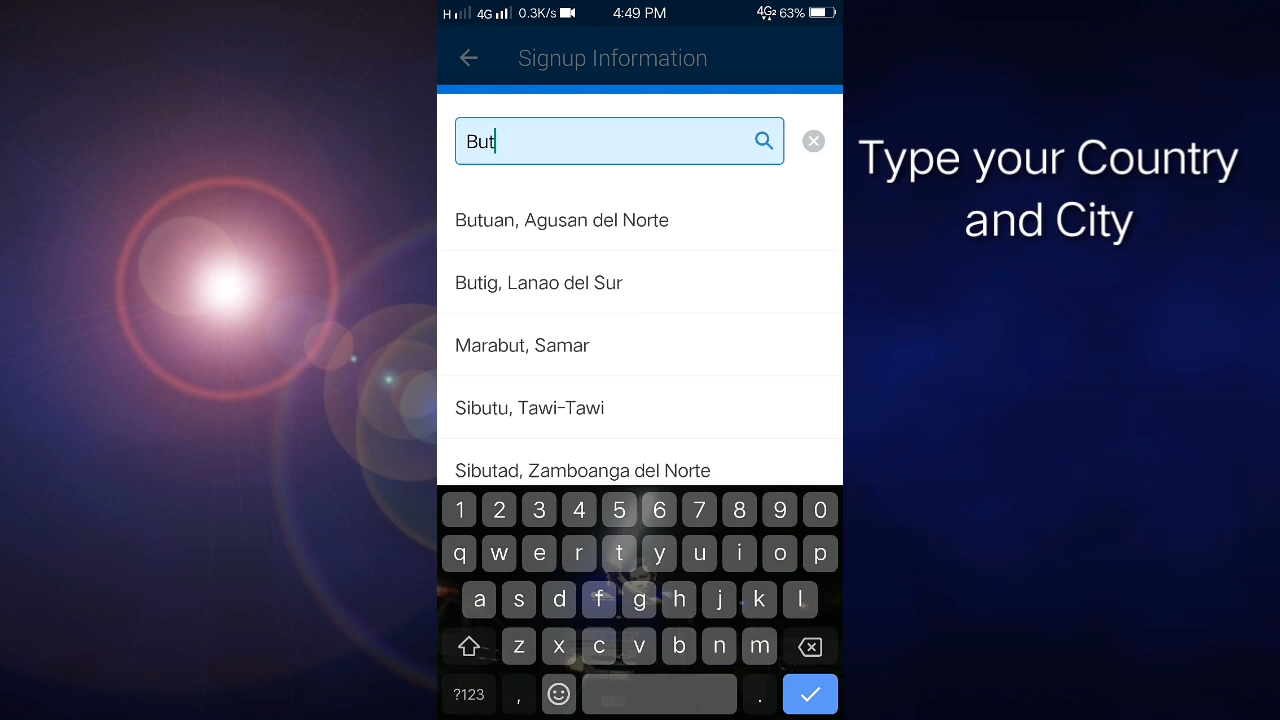 H 4G 0.3K/s 4:49 PM 4G2 63%
Signup Information
But
Type your Country
and City
Butuan, Agusan del Norte
Butig, Lanao del Sur
Marabut, Samar
Sibutu, Tawi-Tawi
Sibutad, Zamboanga del Norte
1 2 3 4 5 6 7 8 9 0
q w e r t y u i o p
a s d f g h j k l
z x c v b n m
?123 , .